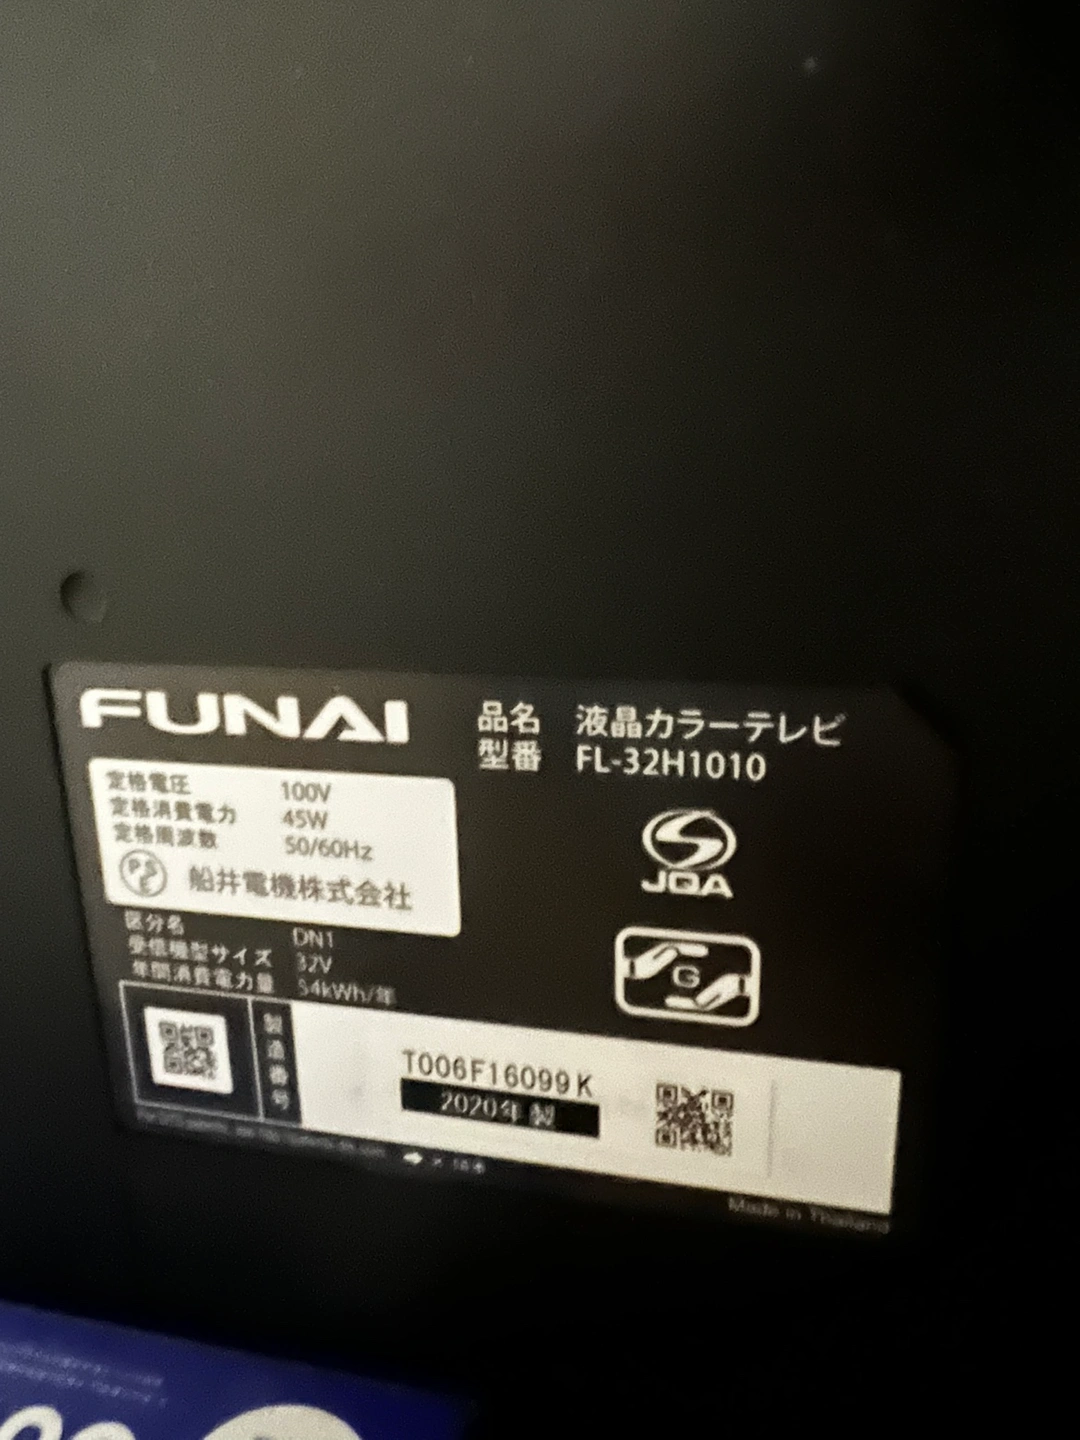 FUNAI
品名 液晶カラーテレビ
型番 FL-32H1010
定格電圧 100V
定格消費電力 45W
定格周波数 50/60Hz
PSE 船井電機株式会社
区分名 DN1
受信機型サイズ 32V
年間消費電力量 54kWh/年
JQA
G
製造番号
T006F16099K
2020年 製
Made in Thailand